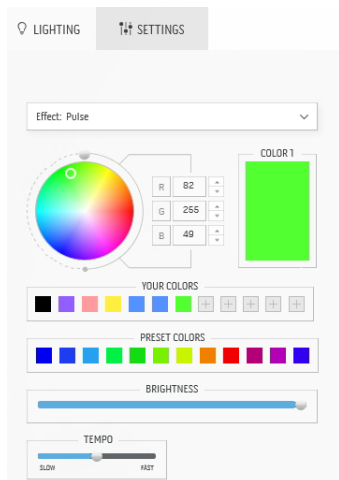 LIGHTING
SETTINGS
Effect: Pulse
COLOR 1
R 82
G 255
B 49
YOUR COLORS
PRESET COLORS
BRIGHTNESS
TEMPO
SLOW FAST